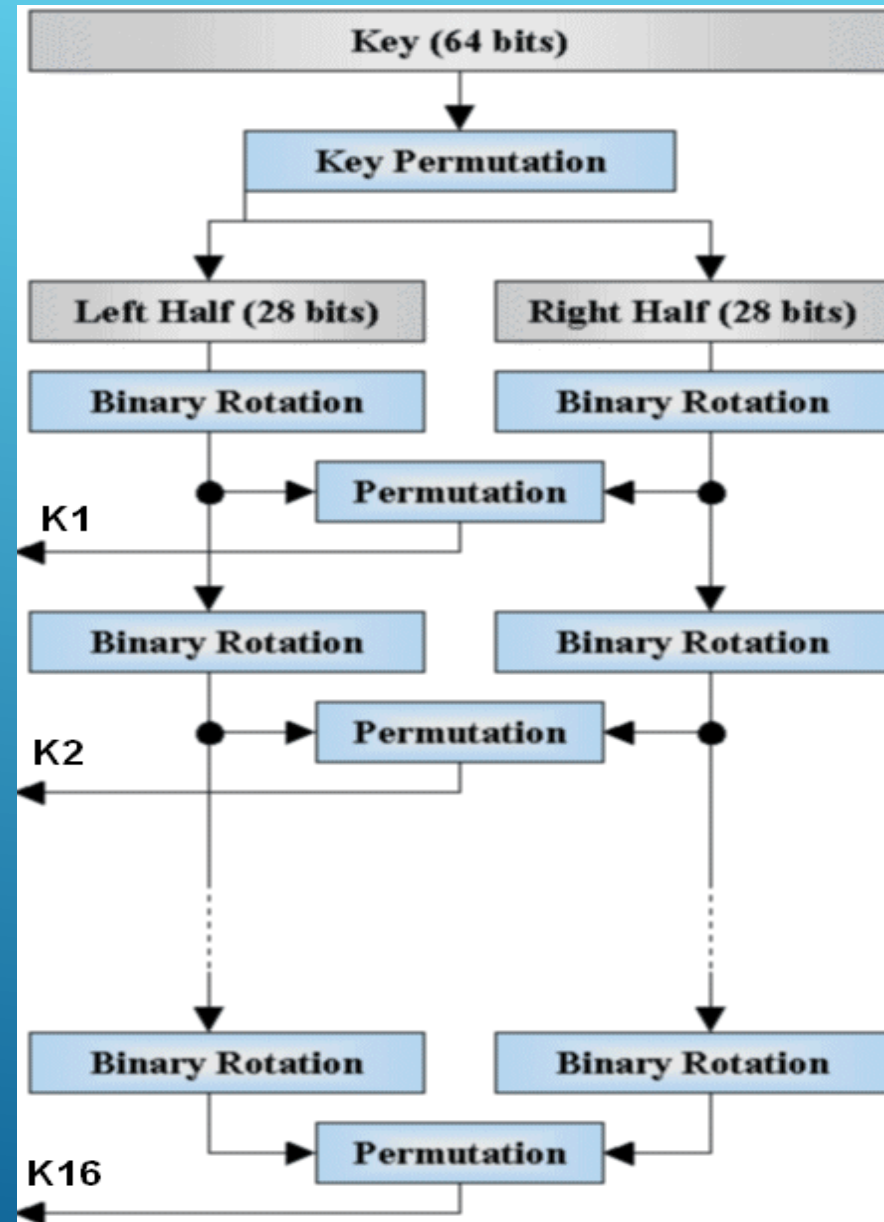 Key (64 bits)
Key Permutation
Left Half (28 bits)
Right Half (28 bits)
Binary Rotation
Binary Rotation
Permutation
K1
Binary Rotation
Binary Rotation
Permutation
K2
Binary Rotation
Binary Rotation
Permutation
K16